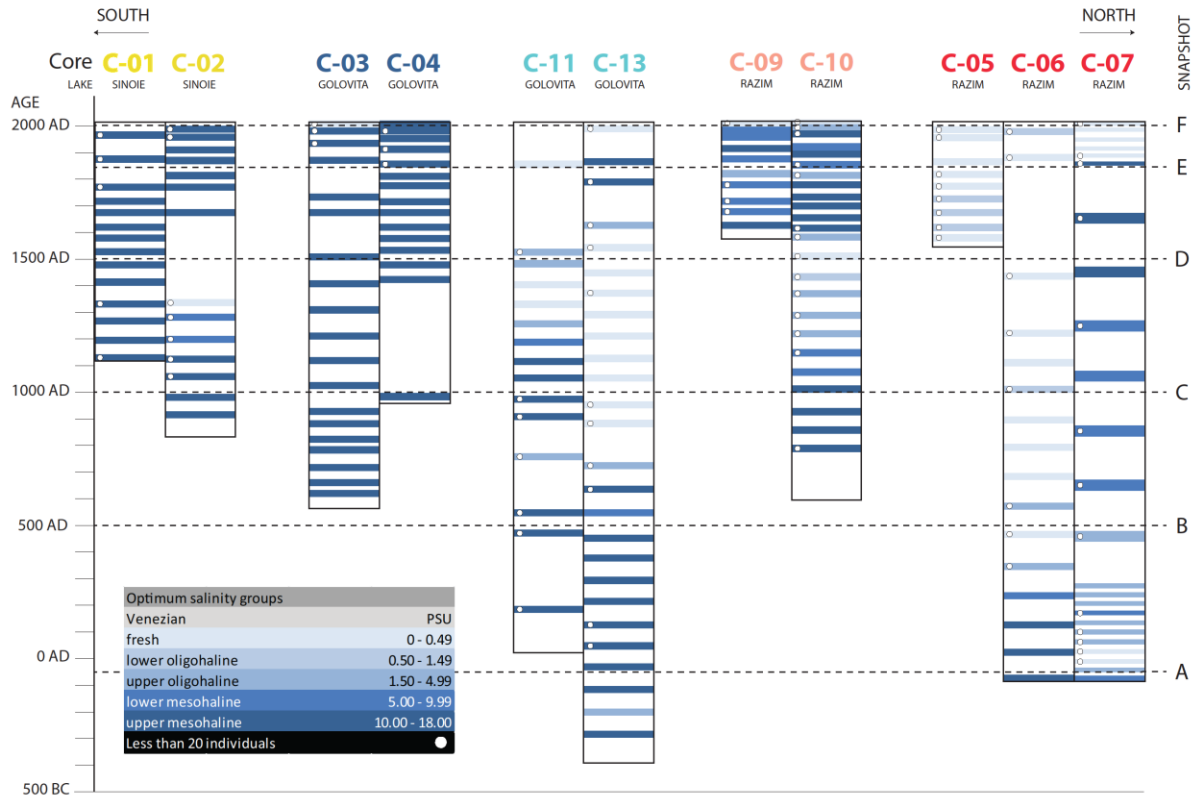 SOUTH
NORTH
SNAPSHOT
Core C-01 C-02 C-03 C-04 C-11 C-13 C-09 C-10 C-05 C-06 C-07
LAKE SINOIE SINOIE GOLOVITA GOLOVITA GOLOVITA GOLOVITA RAZIM RAZIM RAZIM RAZIM RAZIM
AGE
2000 AD F
E
1500 AD D
1000 AD C
500 AD B
0 AD
A
500 BC
Optimum salinity groups
Venezian PSU
fresh 0 - 0.49
lower oligohaline 0.50 - 1.49
upper oligohaline 1.50 - 4.99
lower mesohaline 5.00 - 9.99
upper mesohaline 10.00 - 18.00
Less than 20 individuals